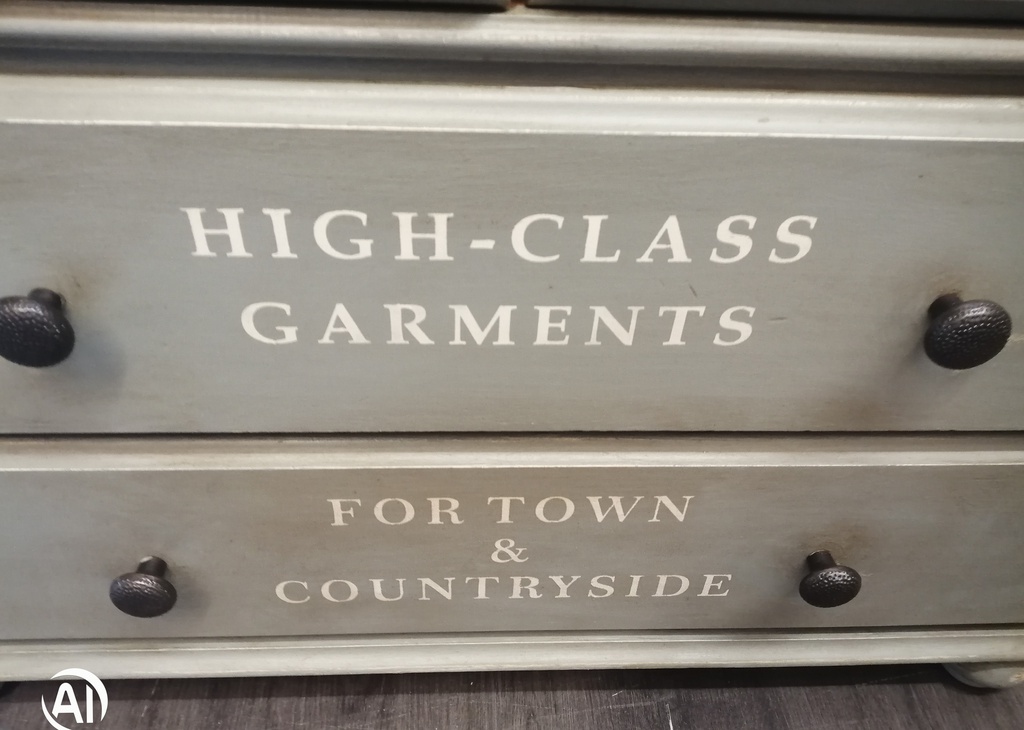 HIGH-CLASS
GARMENTS
FOR TOWN
&
COUNTRYSIDE
AI